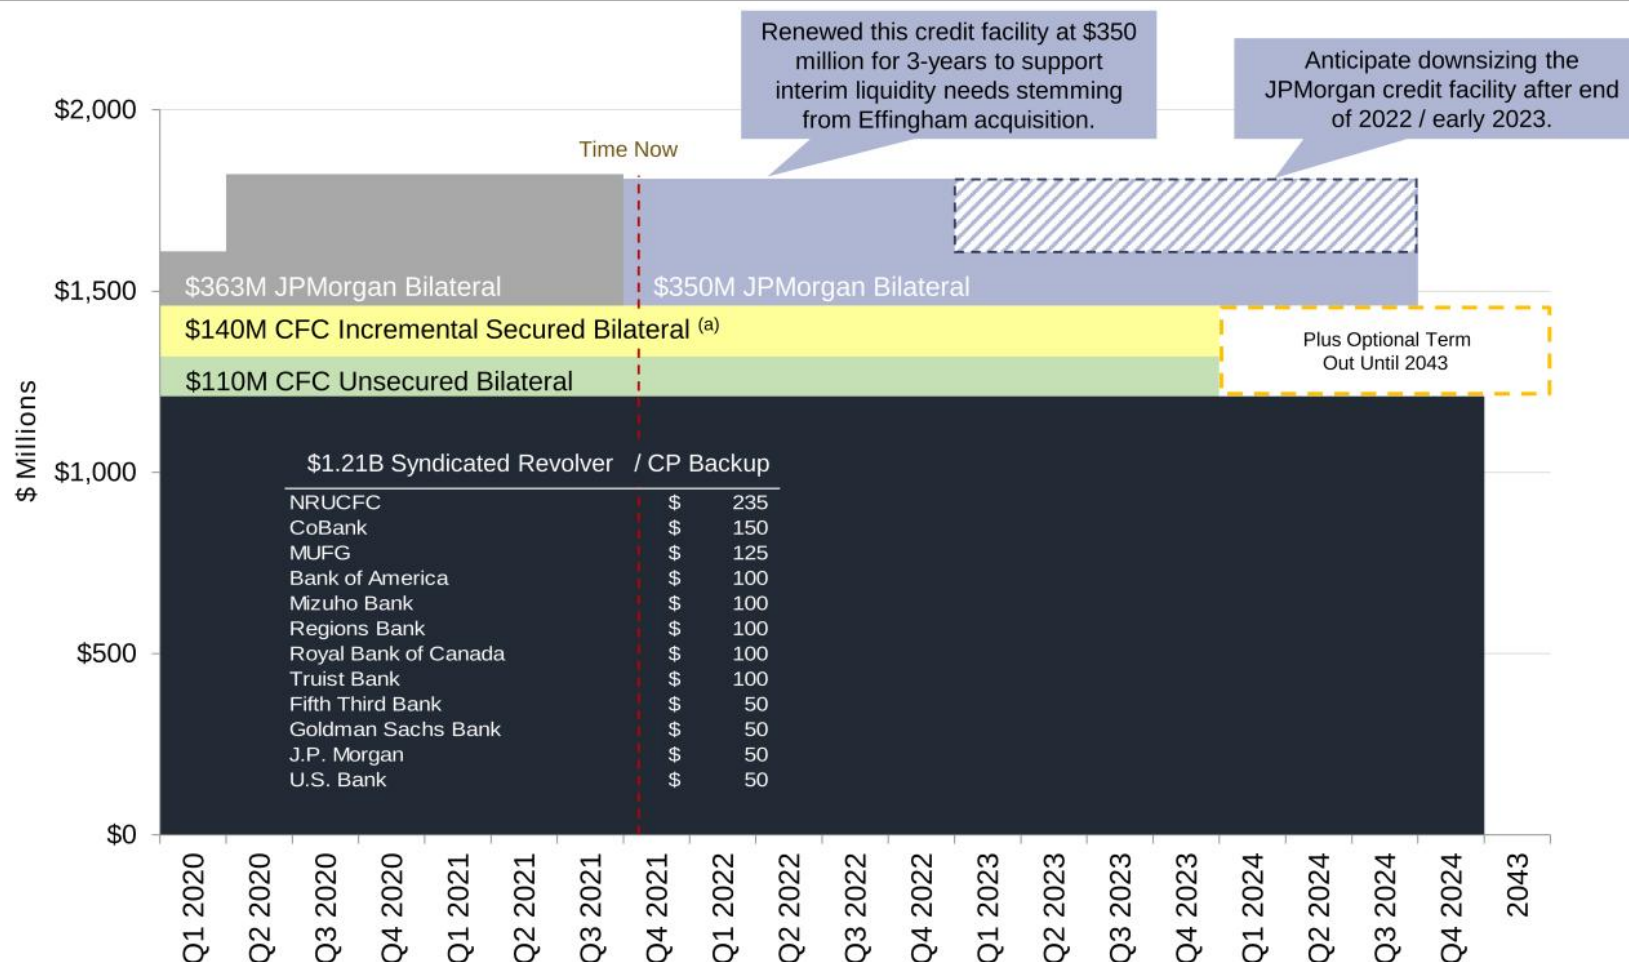 Renewed this credit facility at $350
million for 3-years to support
interim liquidity needs stemming
from Effingham acquisition.
Anticipate downsizing the
JPMorgan credit facility after end
of 2022 / early 2023.
$2,000
Time Now
$363M JPMorgan Bilateral
$350M JPMorgan Bilateral
$1,500
$140M CFC Incremental Secured Bilateral (a)
Plus Optional Term
Out Until 2043
$110M CFC Unsecured Bilateral
$ Millions
$1,000
$1.21B Syndicated Revolver / CP Backup
NRUCFC $ 235
CoBank $ 150
MUFG $ 125
Bank of America $ 100
Mizuho Bank $ 100
Regions Bank $ 100
$500
Royal Bank of Canada $ 100
Truist Bank $ 100
Fifth Third Bank $ 50
Goldman Sachs Bank $ 50
J.P. Morgan $ 50
U.S. Bank $ 50
$0
Q1 2020
Q2 2020
Q3 2020
Q4 2020
Q1 2021
Q2 2021
Q3 2021
Q4 2021
Q1 2022
Q2 2022
Q3 2022
Q4 2022
Q1 2023
Q2 2023
Q3 2023
Q4 2023
Q1 2024
Q2 2024
Q3 2024
Q4 2024
2043